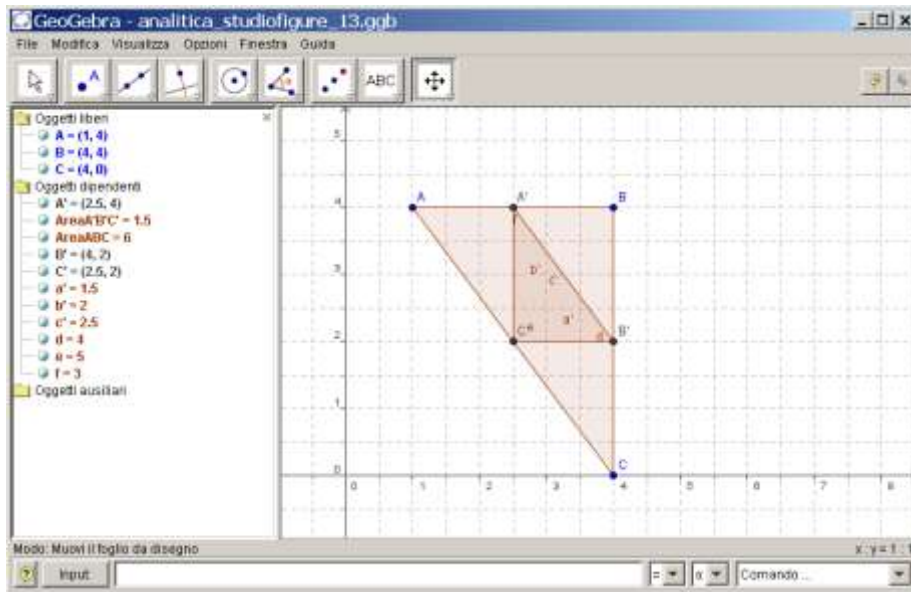 GeoGebra - analitica_studiofigure_13.ggb
File Modifica Visualizza Opzioni Finestra Guida
A ABC
Oggetti liberi
A = (1, 4)
B = (4, 4)
C = (4, 0)
Oggetti dipendenti
A' = (2.5, 4)
AreaA'B'C' = 1.5
AreaABC = 6
B' = (4, 2)
C' = (2.5, 2)
a' = 1.5
b' = 2
c' = 2.5
d = 4
e = 5
f = 3
Oggetti ausiliari
5
A A' B
4
b'
3
c'
a'
2
C' e d B'
1
C
0
0 1 2 3 4 5 6 7 8
Modo: Muovi il foglio da disegno
x : y = 1 : 1
Input:
= α Comando ...